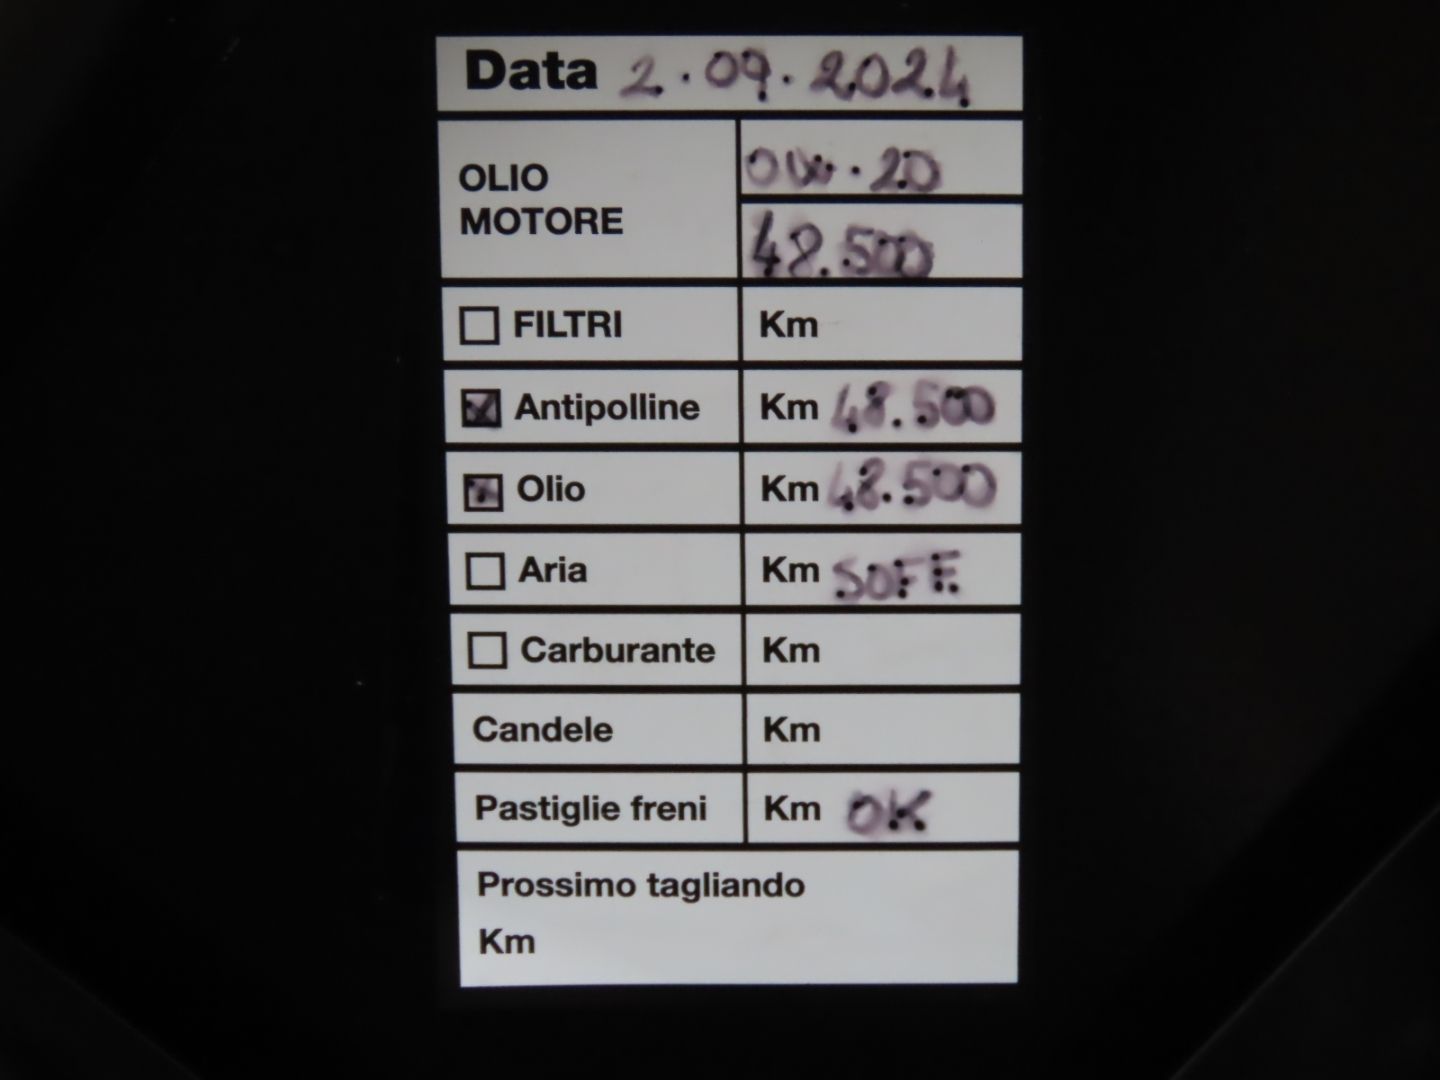 Data 2.09.2024
OLIO
MOTORE
0W.20
48.500
FILTRI Km
Antipolline Km 48.500
Olio Km 48.500
Aria Km SOFF.
Carburante Km
Candele Km
Pastiglie freni Km OK
Prossimo tagliando
Km